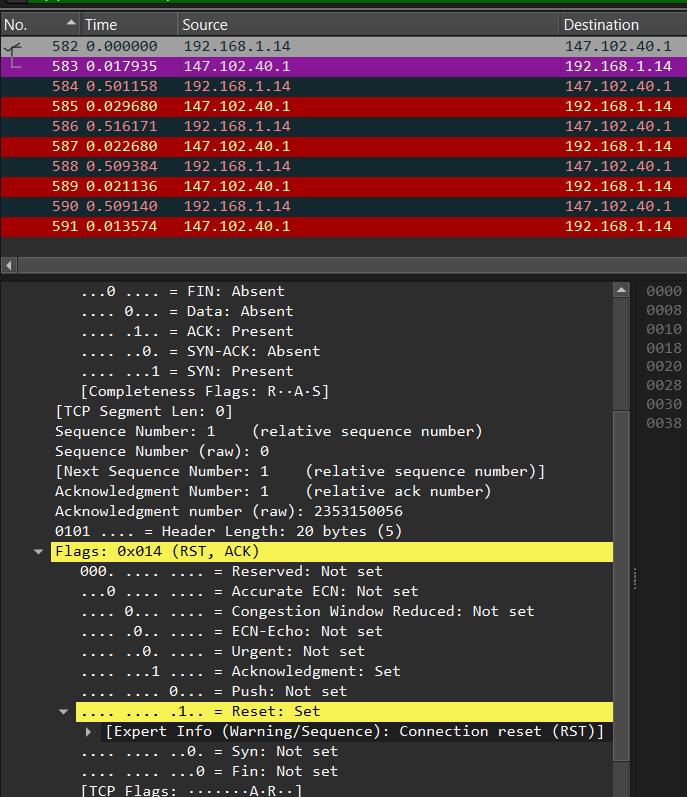 No. Time Source Destination
582 0.000000 192.168.1.14 147.102.40.1
583 0.017935 147.102.40.1 192.168.1.14
584 0.501158 192.168.1.14 147.102.40.1
585 0.029680 147.102.40.1 192.168.1.14
586 0.516171 192.168.1.14 147.102.40.1
587 0.022680 147.102.40.1 192.168.1.14
588 0.509384 192.168.1.14 147.102.40.1
589 0.021136 147.102.40.1 192.168.1.14
590 0.509140 192.168.1.14 147.102.40.1
591 0.013574 147.102.40.1 192.168.1.14
...0 .... = FIN: Absent
.... 0... = Data: Absent
.... .1.. = ACK: Present
.... ..0. = SYN-ACK: Absent
.... ...1 = SYN: Present
[Completeness Flags: R··A·S]
[TCP Segment Len: 0]
Sequence Number: 1 (relative sequence number)
Sequence Number (raw): 0
[Next Sequence Number: 1 (relative sequence number)]
Acknowledgment Number: 1 (relative ack number)
Acknowledgment number (raw): 2353150056
0101 .... = Header Length: 20 bytes (5)
Flags: 0x014 (RST, ACK)
000. .... .... = Reserved: Not set
...0 .... .... = Accurate ECN: Not set
.... 0... .... = Congestion Window Reduced: Not set
.... .0.. .... = ECN-Echo: Not set
.... ..0. .... = Urgent: Not set
.... ...1 .... = Acknowledgment: Set
.... .... 0... = Push: Not set
.... .... .1.. = Reset: Set
[Expert Info (Warning/Sequence): Connection reset (RST)]
.... .... ..0. = Syn: Not set
.... .... ...0 = Fin: Not set
[TCP Flags: ·······A·R··]
0000
0008
0010
0018
0020
0028
0030
0038